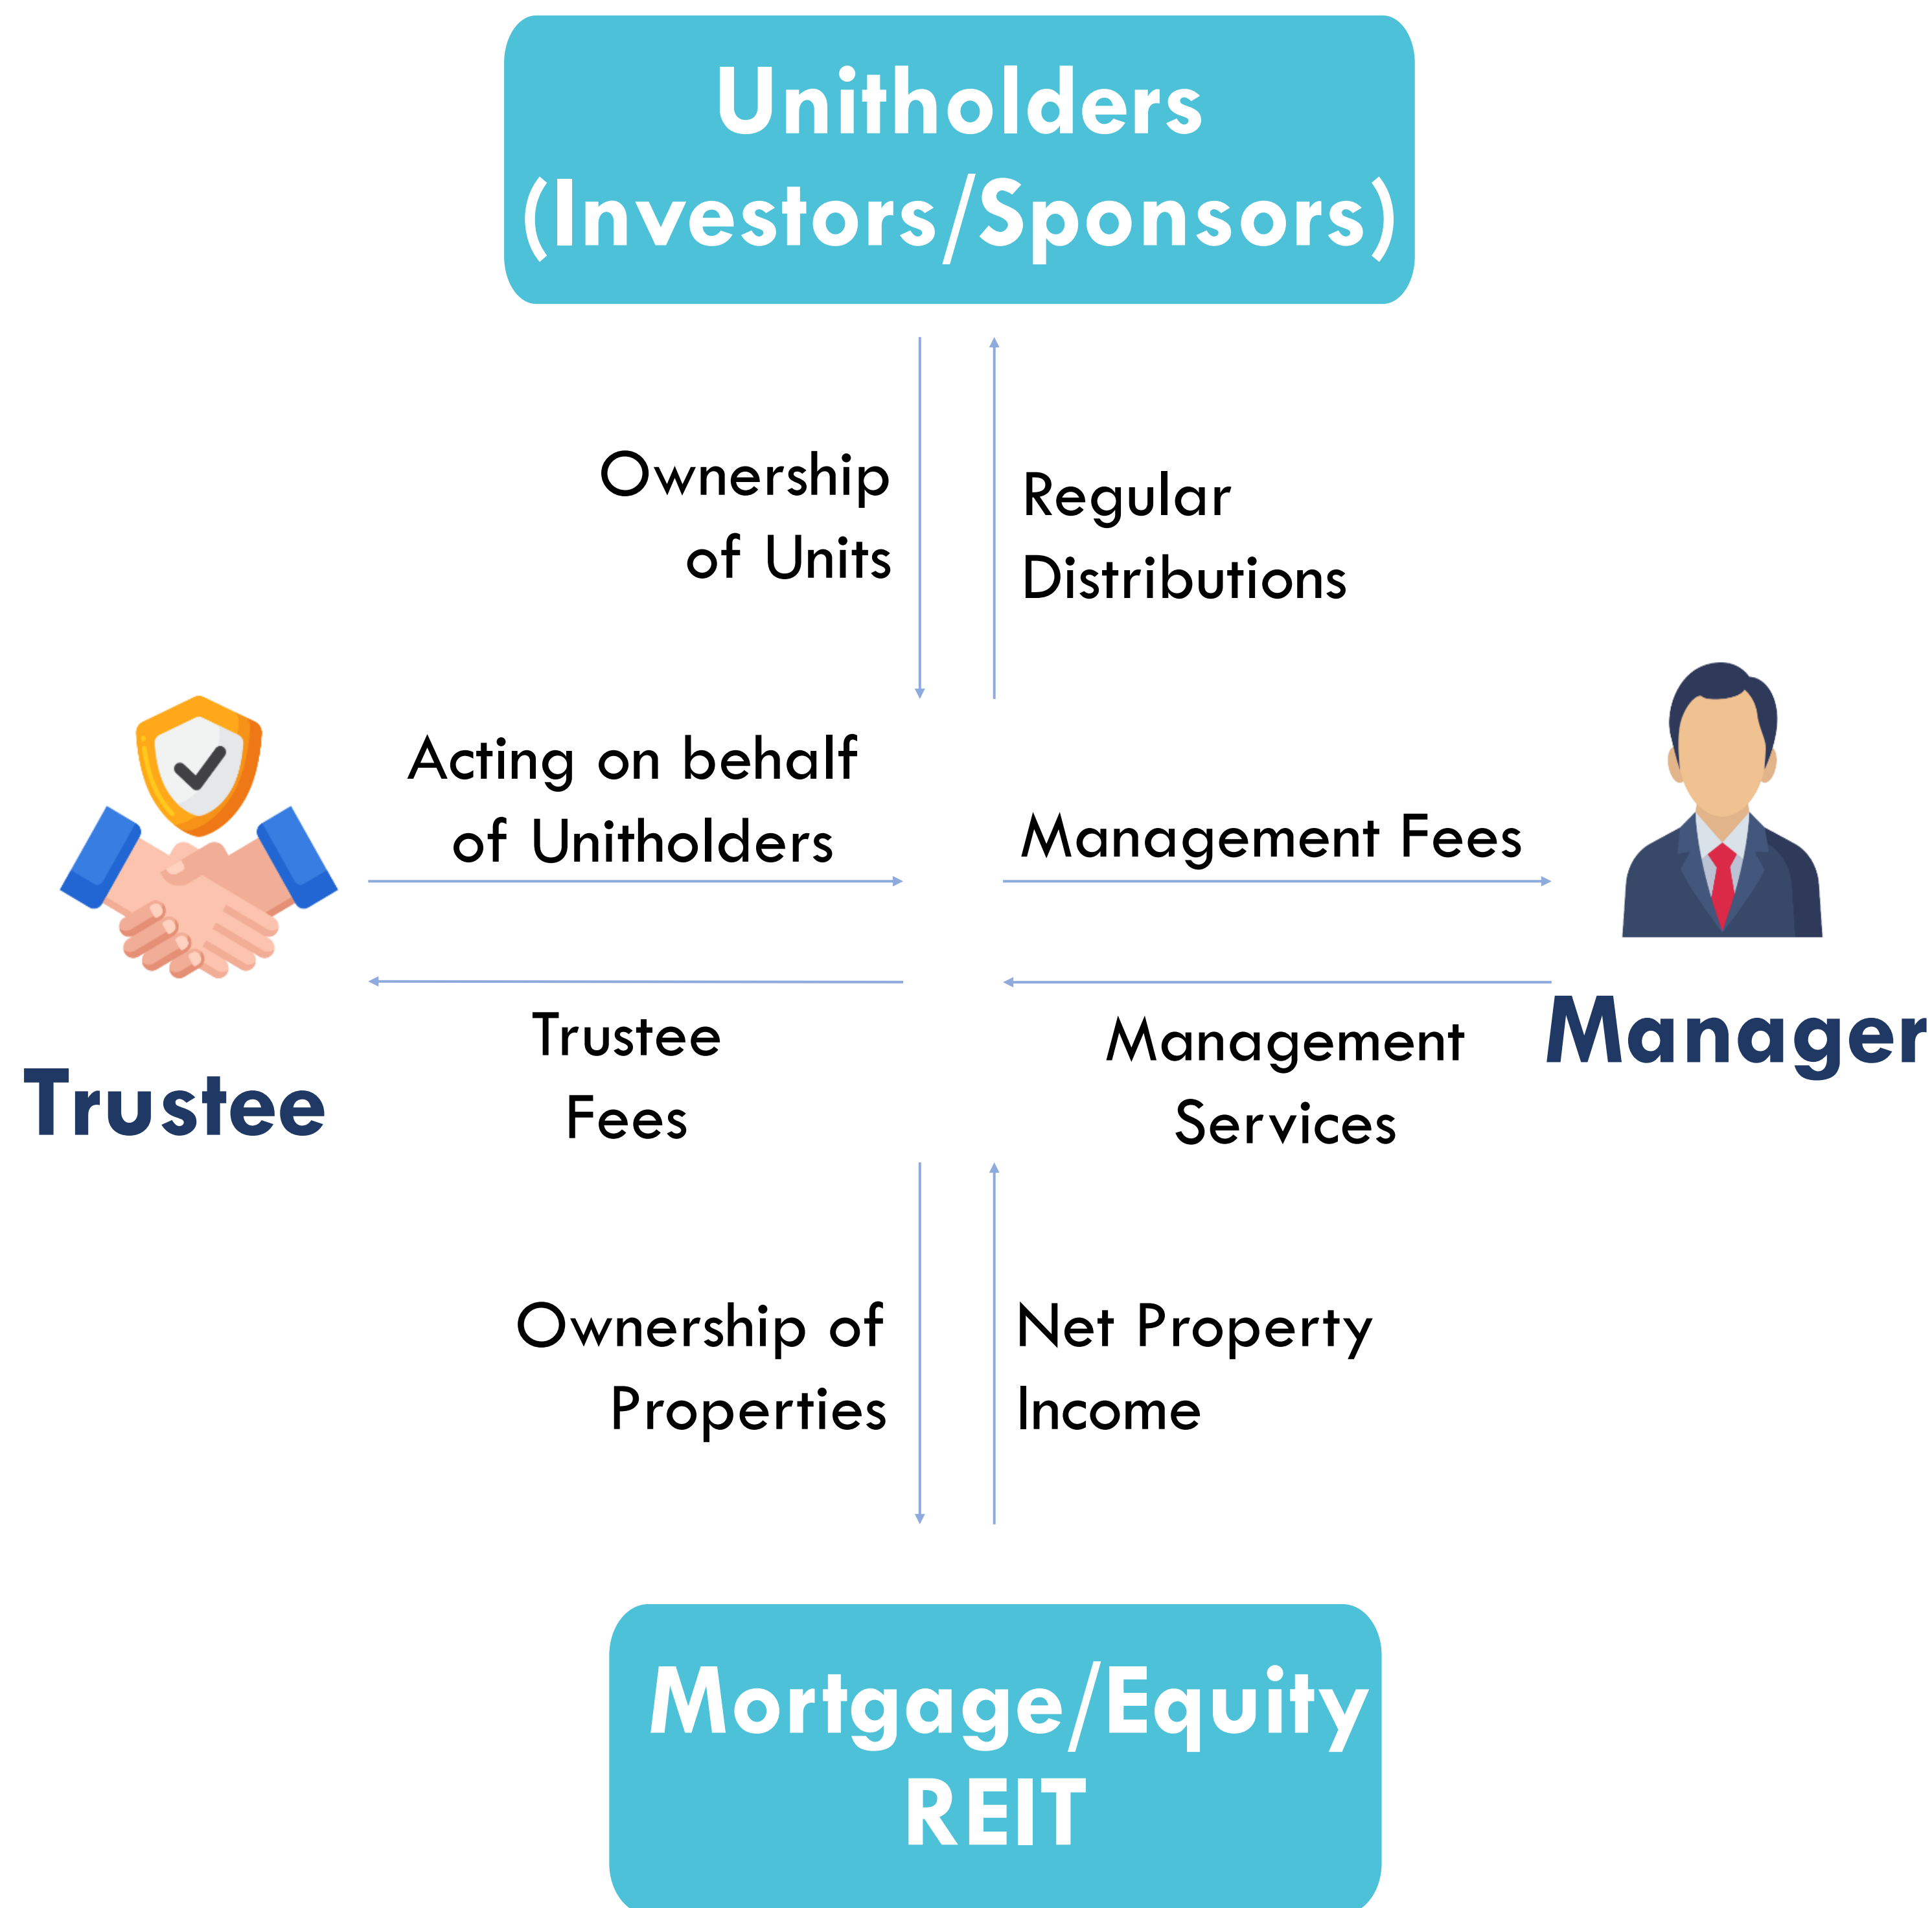 Unitholders
(Investors/Sponsors)
Ownership
of Units
Regular
Distributions
Acting on behalf
of Unitholders
Management Fees
Trustee
Fees
Management
Services
Trustee
Manager
Ownership of
Properties
Net Property
Income
Mortgage/Equity
REIT